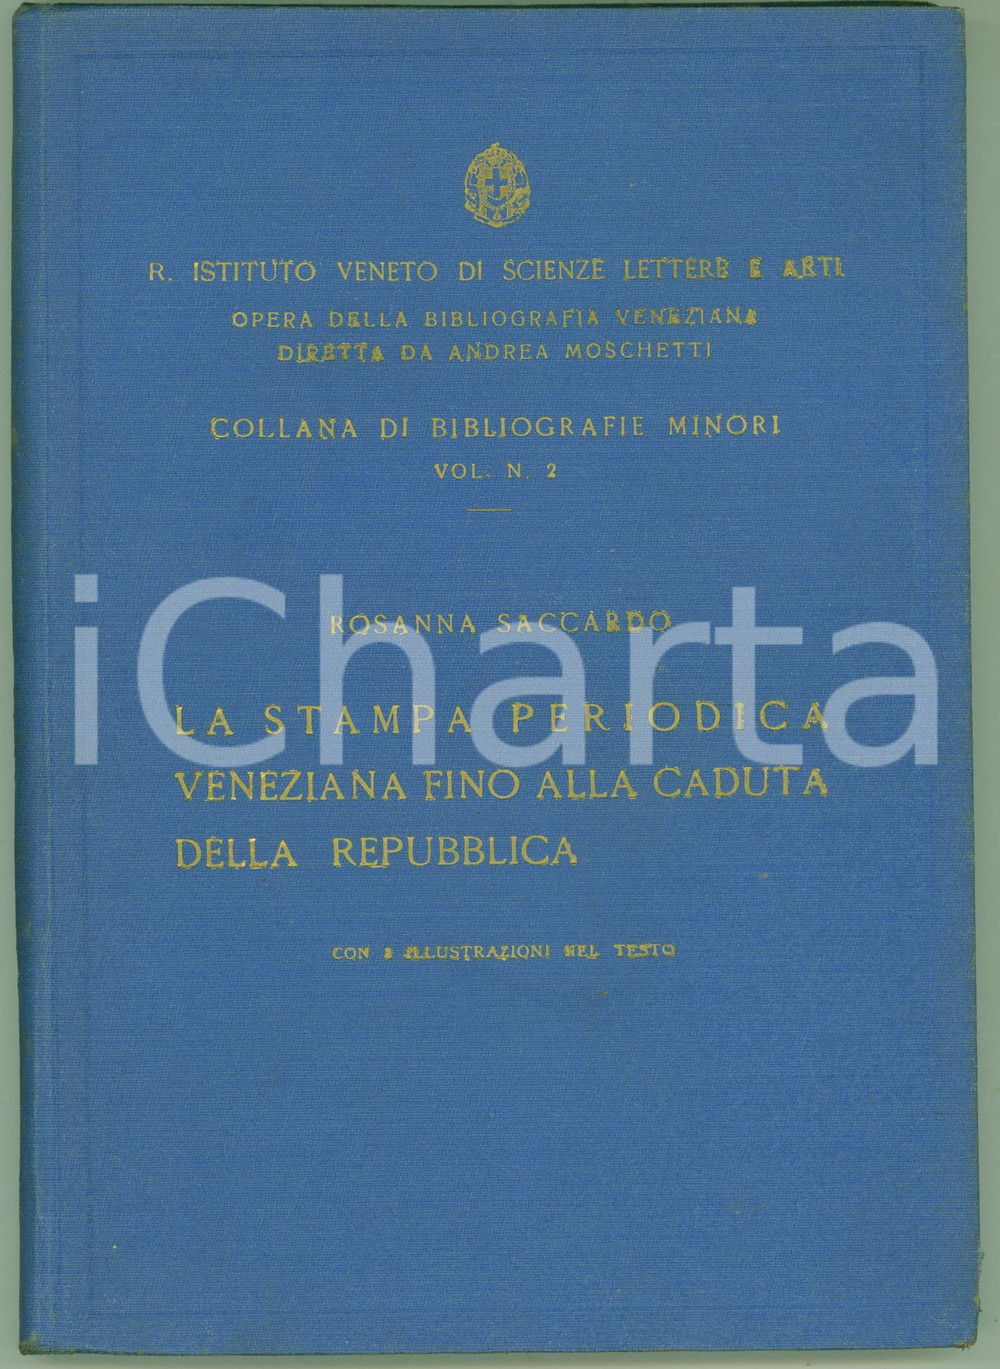 R. ISTITUTO VENETO DI SCIENZE LETTERE E ARTI
OPERA DELLA BIBLIOGRAFIA VENEZIANA
DIRETTA DA ANDREA MOSCHETTI
COLLANA DI BIBLIOGRAFIE MINORI
VOL. N. 2
ROSANNA SACCARDO
iCharta
LA STAMPA PERIODICA
VENEZIANA FINO ALLA CADUTA
DELLA REPUBBLICA
CON ILLUSTRAZIONI NEL TESTO